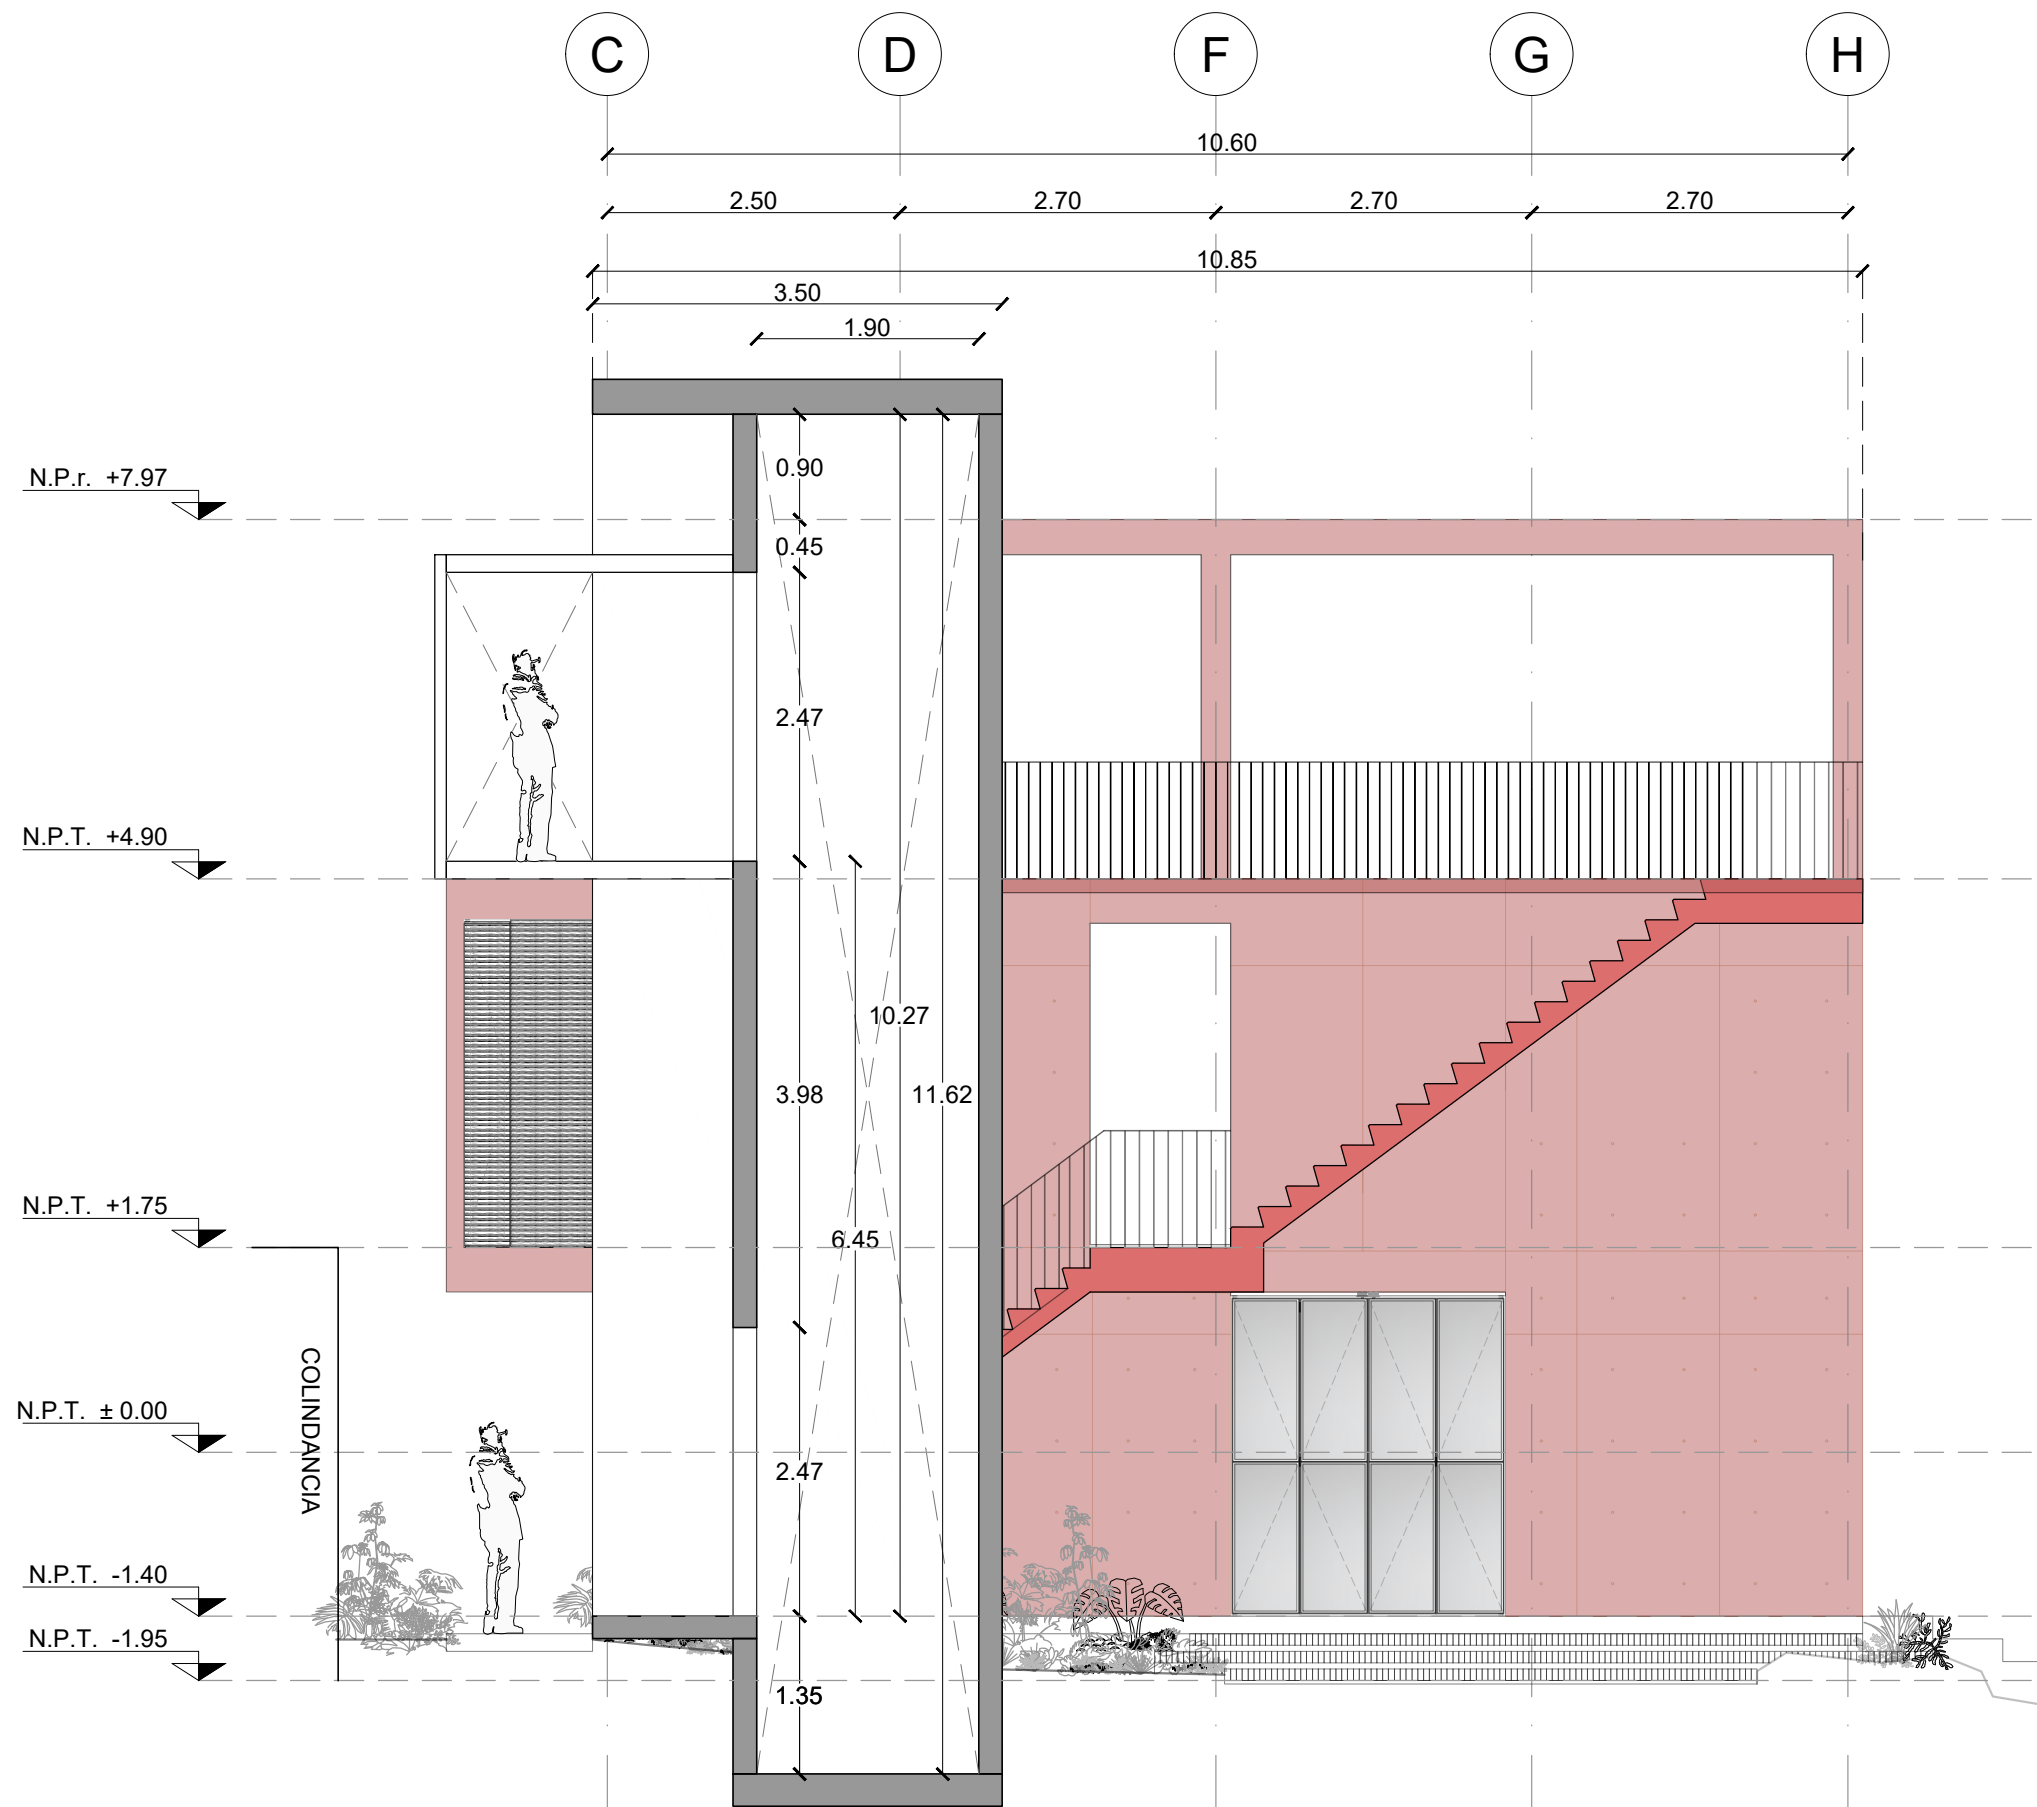 C D F G H
10.60
2.50 2.70 2.70 2.70
10.85
3.50
1.90
N.P.r. +7.97
0.90
0.45
2.47
N.P.T. +4.90
10.27
3.98
11.62
N.P.T. +1.75
6.45
COLINDANCIA
N.P.T. ± 0.00
2.47
N.P.T. -1.40
N.P.T. -1.95
1.35